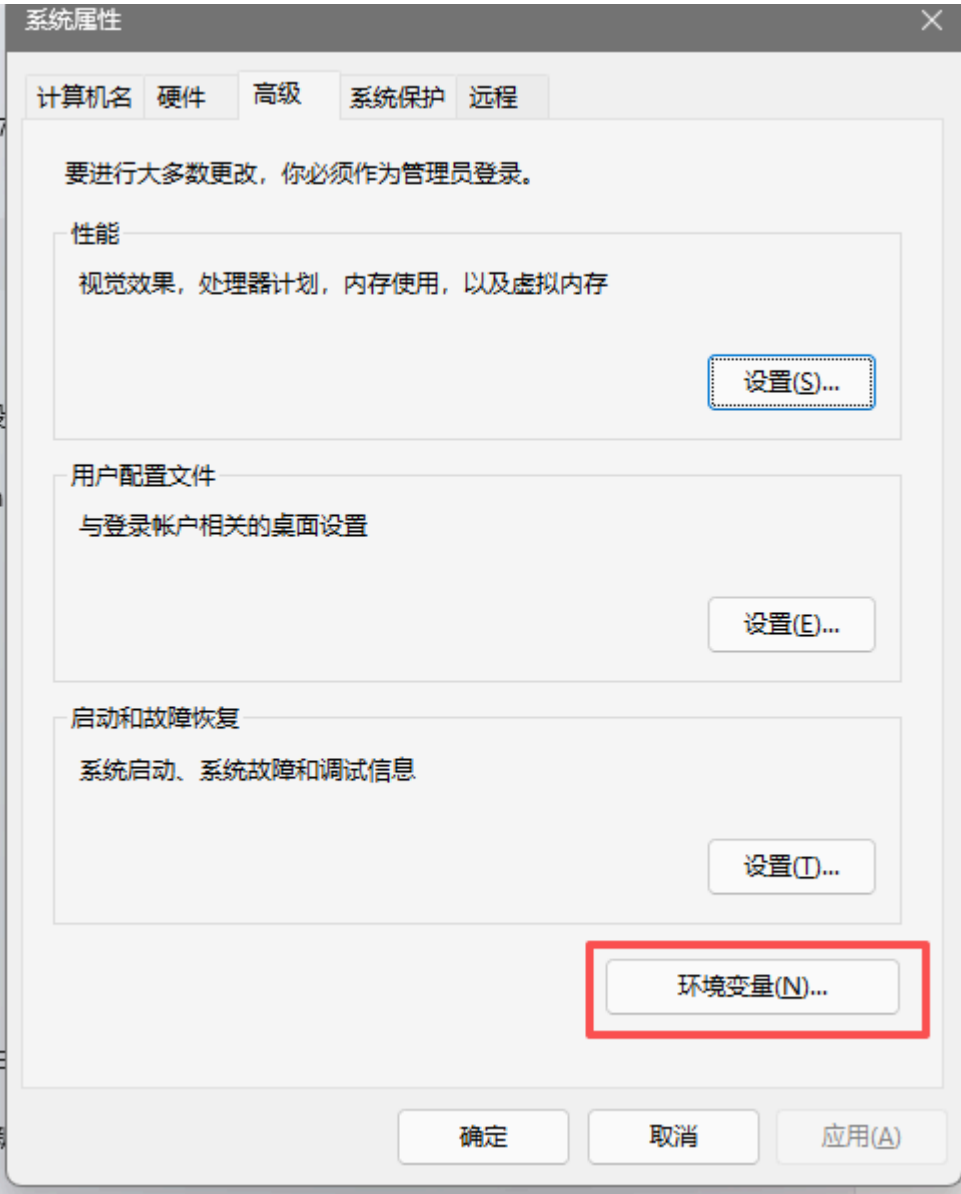 系统属性
计算机名 硬件 高级 系统保护 远程
要进行大多数更改，你必须作为管理员登录。
性能
视觉效果，处理器计划，内存使用，以及虚拟内存
设置(S)...
用户配置文件
与登录帐户相关的桌面设置
设置(E)...
启动和故障恢复
系统启动、系统故障和调试信息
设置(T)...
环境变量(N)...
确定 取消 应用(A)